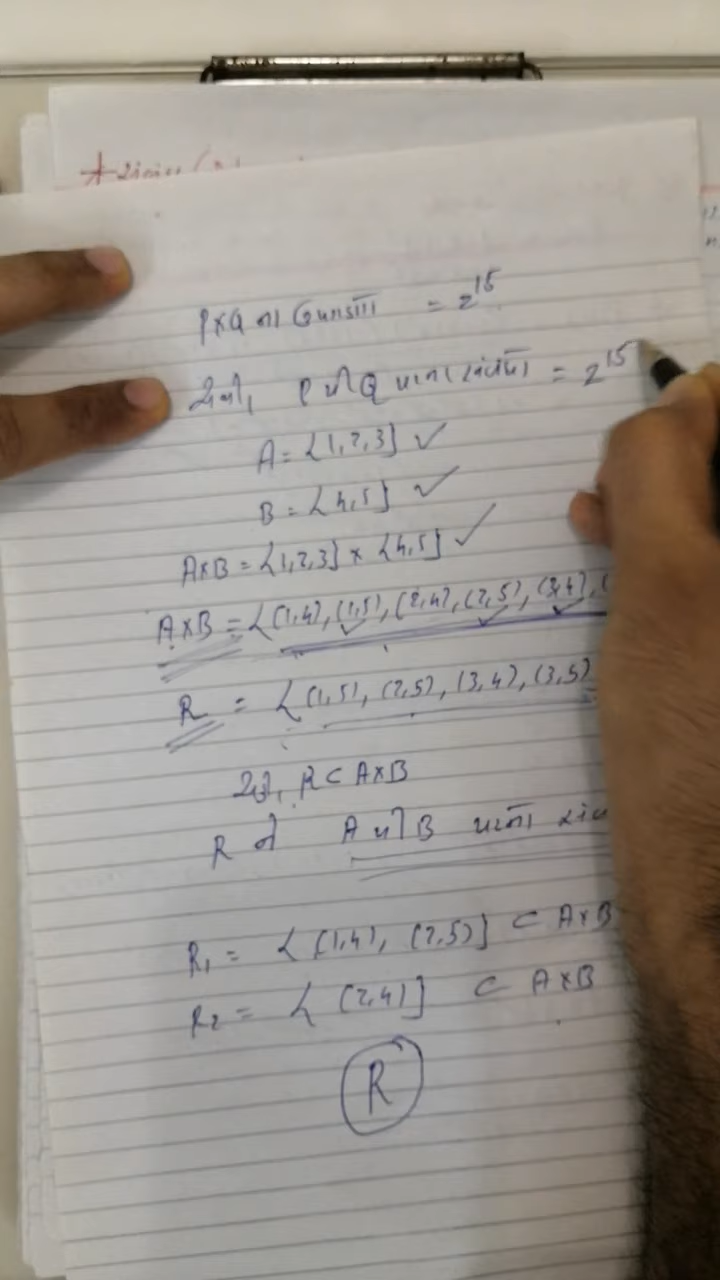 P×Q ના ઉપગણો = 2^15
તેથી, P થી Q પરના સંબંધો = 2^15
A = {1,2,3} ✓
B = {4,5} ✓
A×B = {1,2,3} × {4,5} ✓
A×B = {(1,4), (1,5), (2,4), (2,5), (3,4), (
R = {(1,5), (2,5), (3,4), (3,5)
R ⊂ A×B
R ને A થી B પરનો
R1 = {(1,4), (2,5)} ⊂ A×B
R2 = {(2,4)} ⊂ A×B
R